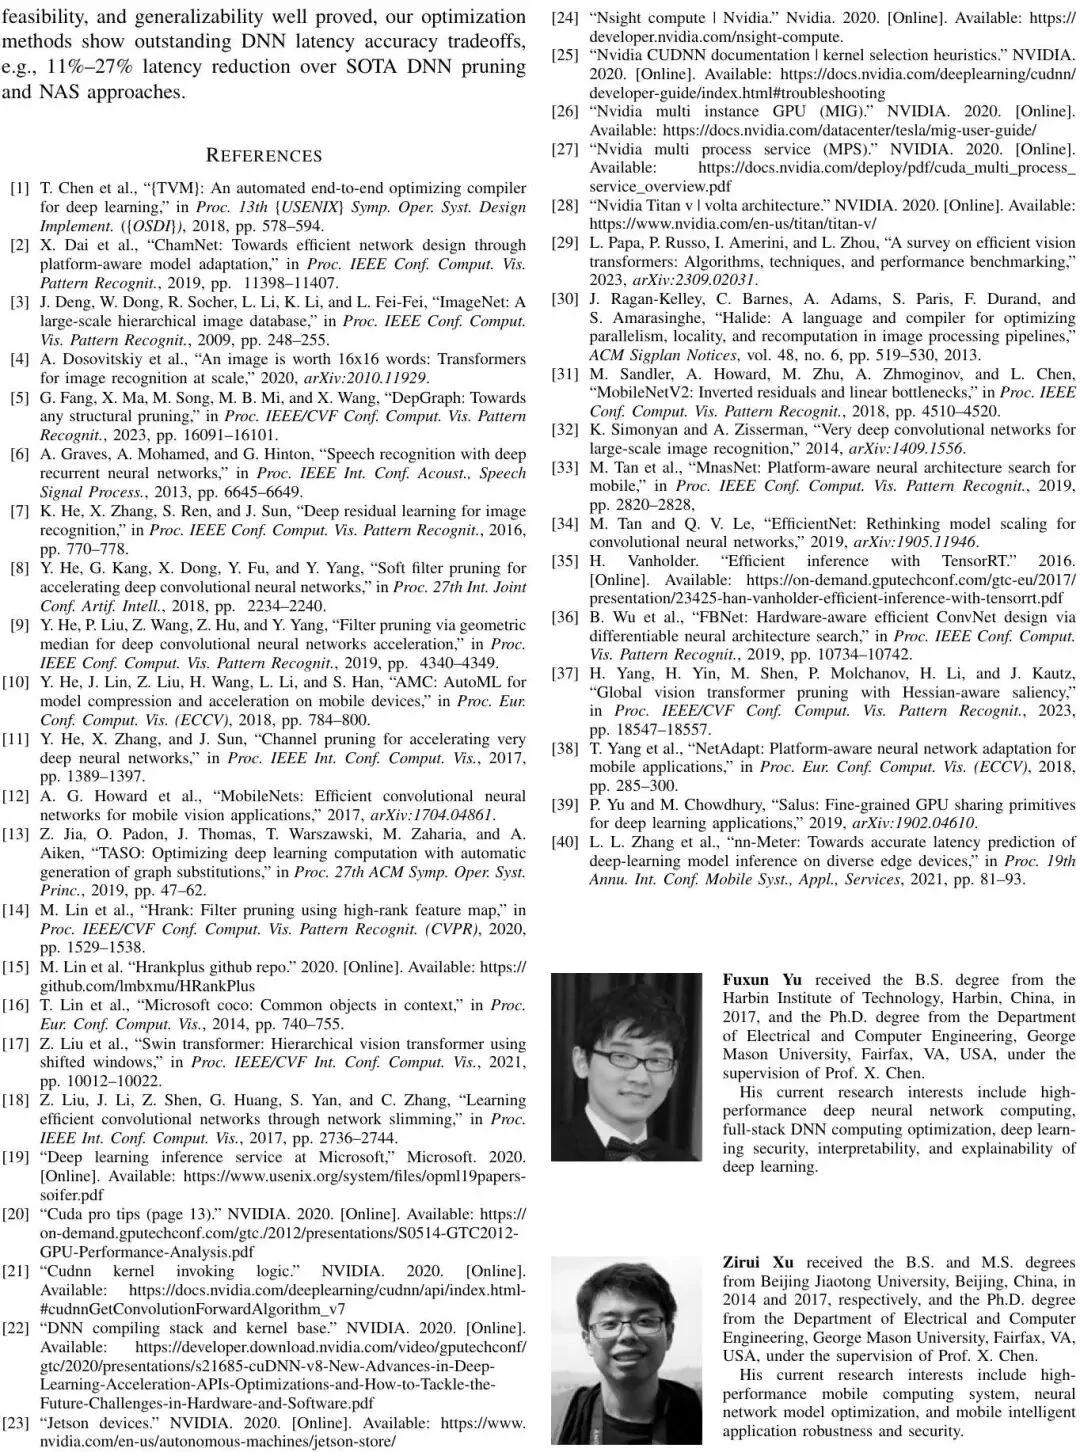 feasibility, and generalizability well proved, our optimization
methods show outstanding DNN latency accuracy tradeoffs,
e.g., 11%–27% latency reduction over SOTA DNN pruning
and NAS approaches.
REFERENCES
[1] T. Chen et al., “{TVM}: An automated end-to-end optimizing compiler
for deep learning,” in Proc. 13th {USENIX} Symp. Oper. Syst. Design
Implement. ({OSDI}), 2018, pp. 578–594.
[2] X. Dai et al., “ChamNet: Towards efficient network design through
platform-aware model adaptation,” in Proc. IEEE Conf. Comput. Vis.
Pattern Recognit., 2019, pp. 11398–11407.
[3] J. Deng, W. Dong, R. Socher, L. Li, K. Li, and L. Fei-Fei, “ImageNet: A
large-scale hierarchical image database,” in Proc. IEEE Conf. Comput.
Vis. Pattern Recognit., 2009, pp. 248–255.
[4] A. Dosovitskiy et al., “An image is worth 16x16 words: Transformers
for image recognition at scale,” 2020, arXiv:2010.11929.
[5] G. Fang, X. Ma, M. Song, M. B. Mi, and X. Wang, “DepGraph: Towards
any structural pruning,” in Proc. IEEE/CVF Conf. Comput. Vis. Pattern
Recognit., 2023, pp. 16091–16101.
[6] A. Graves, A. Mohamed, and G. Hinton, “Speech recognition with deep
recurrent neural networks,” in Proc. IEEE Int. Conf. Acoust., Speech
Signal Process., 2013, pp. 6645–6649.
[7] K. He, X. Zhang, S. Ren, and J. Sun, “Deep residual learning for image
recognition,” in Proc. IEEE Conf. Comput. Vis. Pattern Recognit., 2016,
pp. 770–778.
[8] Y. He, G. Kang, X. Dong, Y. Fu, and Y. Yang, “Soft filter pruning for
accelerating deep convolutional neural networks,” in Proc. 27th Int. Joint
Conf. Artif. Intell., 2018, pp. 2234–2240.
[9] Y. He, P. Liu, Z. Wang, Z. Hu, and Y. Yang, “Filter pruning via geometric
median for deep convolutional neural networks acceleration,” in Proc.
IEEE Conf. Comput. Vis. Pattern Recognit., 2019, pp. 4340–4349.
[10] Y. He, J. Lin, Z. Liu, H. Wang, L. Li, and S. Han, “AMC: AutoML for
model compression and acceleration on mobile devices,” in Proc. Eur.
Conf. Comput. Vis. (ECCV), 2018, pp. 784–800.
[11] Y. He, X. Zhang, and J. Sun, “Channel pruning for accelerating very
deep neural networks,” in Proc. IEEE Int. Conf. Comput. Vis., 2017,
pp. 1389–1397.
[12] A. G. Howard et al., “MobileNets: Efficient convolutional neural
networks for mobile vision applications,” 2017, arXiv:1704.04861.
[13] Z. Jia, O. Padon, J. Thomas, T. Warszawski, M. Zaharia, and A.
Aiken, “TASO: Optimizing deep learning computation with automatic
generation of graph substitutions,” in Proc. 27th ACM Symp. Oper. Syst.
Princ., 2019, pp. 47–62.
[14] M. Lin et al., “Hrank: Filter pruning using high-rank feature map,” in
Proc. IEEE/CVF Conf. Comput. Vis. Pattern Recognit. (CVPR), 2020,
pp. 1529–1538.
[15] M. Lin et al. “Hrankplus github repo.” 2020. [Online]. Available: https://
github.com/lmbxmu/HRankPlus
[16] T. Lin et al., “Microsoft coco: Common objects in context,” in Proc.
Eur. Conf. Comput. Vis., 2014, pp. 740–755.
[17] Z. Liu et al., “Swin transformer: Hierarchical vision transformer using
shifted windows,” in Proc. IEEE/CVF Int. Conf. Comput. Vis., 2021,
pp. 10012–10022.
[18] Z. Liu, J. Li, Z. Shen, G. Huang, S. Yan, and C. Zhang, “Learning
efficient convolutional networks through network slimming,” in Proc.
IEEE Int. Conf. Comput. Vis., 2017, pp. 2736–2744.
[19] “Deep learning inference service at Microsoft,” Microsoft. 2020.
[Online]. Available: https://www.usenix.org/system/files/opml19papers-
soifer.pdf
[20] “Cuda pro tips (page 13).” NVIDIA. 2020. [Online]. Available: https://
on-demand.gputechconf.com/gtc./2012/presentations/S0514-GTC2012-
GPU-Performance-Analysis.pdf
[21] “Cudnn kernel invoking logic.” NVIDIA. 2020. [Online].
Available: https://docs.nvidia.com/deeplearning/cudnn/api/index.html-
#cudnnGetConvolutionForwardAlgorithm_v7
[22] “DNN compiling stack and kernel base.” NVIDIA. 2020. [Online].
Available: https://developer.download.nvidia.com/video/gputechconf/
gtc/2020/presentations/s21685-cuDNN-v8-New-Advances-in-Deep-
Learning-Acceleration-APIs-Optimizations-and-How-to-Tackle-the-
Future-Challenges-in-Hardware-and-Software.pdf
[23] “Jetson devices.” NVIDIA. 2020. [Online]. Available: https://www.
nvidia.com/en-us/autonomous-machines/jetson-store/
[24] “Nsight compute | Nvidia.” Nvidia. 2020. [Online]. Available: https://
developer.nvidia.com/nsight-compute.
[25] “Nvidia CUDNN documentation | kernel selection heuristics.” NVIDIA.
2020. [Online]. Available: https://docs.nvidia.com/deeplearning/cudnn/
developer-guide/index.html#troubleshooting
[26] “Nvidia multi instance GPU (MIG).” NVIDIA. 2020. [Online].
Available: https://docs.nvidia.com/datacenter/tesla/mig-user-guide/
[27] “Nvidia multi process service (MPS).” NVIDIA. 2020. [Online].
Available: https://docs.nvidia.com/deploy/pdf/cuda_multi_process_
service_overview.pdf
[28] “Nvidia Titan v | volta architecture.” NVIDIA. 2020. [Online]. Available:
https://www.nvidia.com/en-us/titan/titan-v/
[29] L. Papa, P. Russo, I. Amerini, and L. Zhou, “A survey on efficient vision
transformers: Algorithms, techniques, and performance benchmarking,”
2023, arXiv:2309.02031.
[30] J. Ragan-Kelley, C. Barnes, A. Adams, S. Paris, F. Durand, and
S. Amarasinghe, “Halide: A language and compiler for optimizing
parallelism, locality, and recomputation in image processing pipelines,”
ACM Sigplan Notices, vol. 48, no. 6, pp. 519–530, 2013.
[31] M. Sandler, A. Howard, M. Zhu, A. Zhmoginov, and L. Chen,
“MobileNetV2: Inverted residuals and linear bottlenecks,” in Proc. IEEE
Conf. Comput. Vis. Pattern Recognit., 2018, pp. 4510–4520.
[32] K. Simonyan and A. Zisserman, “Very deep convolutional networks for
large-scale image recognition,” 2014, arXiv:1409.1556.
[33] M. Tan et al., “MnasNet: Platform-aware neural architecture search for
mobile,” in Proc. IEEE Conf. Comput. Vis. Pattern Recognit., 2019,
pp. 2820–2828,
[34] M. Tan and Q. V. Le, “EfficientNet: Rethinking model scaling for
convolutional neural networks,” 2019, arXiv:1905.11946.
[35] H. Vanholder. “Efficient inference with TensorRT.” 2016.
[Online]. Available: https://on-demand.gputechconf.com/gtc-eu/2017/
presentation/23425-han-vanholder-efficient-inference-with-tensorrt.pdf
[36] B. Wu et al., “FBNet: Hardware-aware efficient ConvNet design via
differentiable neural architecture search,” in Proc. IEEE Conf. Comput.
Vis. Pattern Recognit., 2019, pp. 10734–10742.
[37] H. Yang, H. Yin, M. Shen, P. Molchanov, H. Li, and J. Kautz,
“Global vision transformer pruning with Hessian-aware saliency,”
in Proc. IEEE/CVF Conf. Comput. Vis. Pattern Recognit., 2023,
pp. 18547–18557.
[38] T. Yang et al., “NetAdapt: Platform-aware neural network adaptation for
mobile applications,” in Proc. Eur. Conf. Comput. Vis. (ECCV), 2018,
pp. 285–300.
[39] P. Yu and M. Chowdhury, “Salus: Fine-grained GPU sharing primitives
for deep learning applications,” 2019, arXiv:1902.04610.
[40] L. L. Zhang et al., “nn-Meter: Towards accurate latency prediction of
deep-learning model inference on diverse edge devices,” in Proc. 19th
Annu. Int. Conf. Mobile Syst., Appl., Services, 2021, pp. 81–93.
Fuxun Yu received the B.S. degree from the
Harbin Institute of Technology, Harbin, China, in
2017, and the Ph.D. degree from the Department
of Electrical and Computer Engineering, George
Mason University, Fairfax, VA, USA, under the
supervision of Prof. X. Chen.
His current research interests include high-
performance deep neural network computing,
full-stack DNN computing optimization, deep learn-
ing security, interpretability, and explainability of
deep learning.
Zirui Xu received the B.S. and M.S. degrees
from Beijing Jiaotong University, Beijing, China, in
2014 and 2017, respectively, and the Ph.D. degree
from the Department of Electrical and Computer
Engineering, George Mason University, Fairfax, VA,
USA, under the supervision of Prof. X. Chen.
His current research interests include high-
performance mobile computing system, neural
network model optimization, and mobile intelligent
application robustness and security.